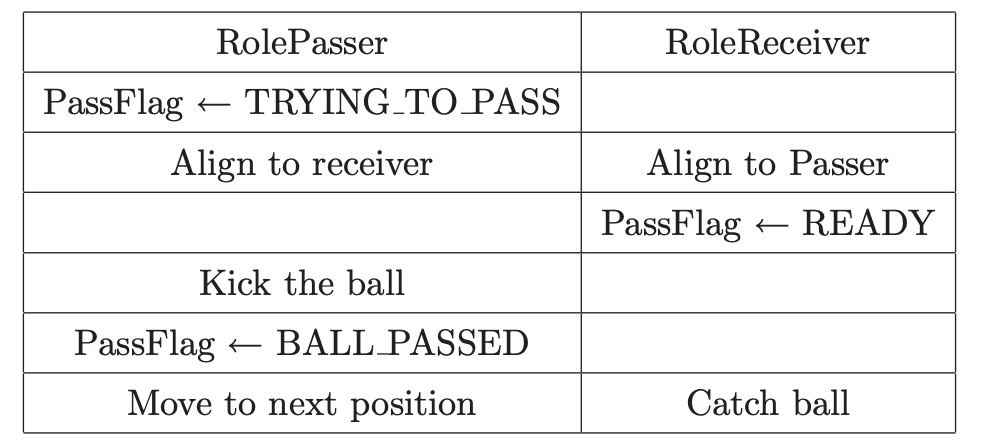 RolePasser RoleReceiver
PassFlag ← TRYING_TO_PASS
Align to receiver Align to Passer
PassFlag ← READY
Kick the ball
PassFlag ← BALL_PASSED
Move to next position Catch ball